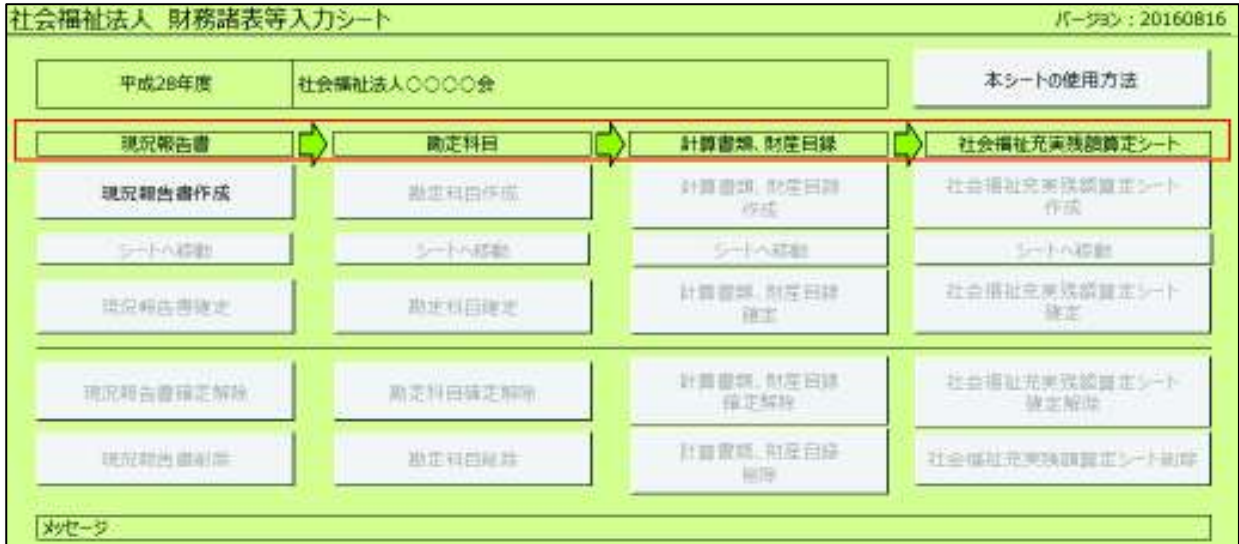 社会福祉法人 財務諸表等入力シート
バージョン：20160816
平成28年度
社会福祉法人〇〇〇〇会
本シートの使用方法
現況報告書
勘定科目
計算書類、財産目録
社会福祉充実残額算定シート
現況報告書作成
勘定科目作成
計算書類、財産目録
作成
社会福祉充実残額算定シート
作成
シートへ移動
シートへ移動
シートへ移動
シートへ移動
現況報告書確定
勘定科目確定
計算書類、財産目録
確定
社会福祉充実残額算定シート
確定
現況報告書確定解除
勘定科目確定解除
計算書類、財産目録
確定解除
社会福祉充実残額算定シート
確定解除
現況報告書削除
勘定科目削除
計算書類、財産目録
削除
社会福祉充実残額算定シート削除
メッセージ